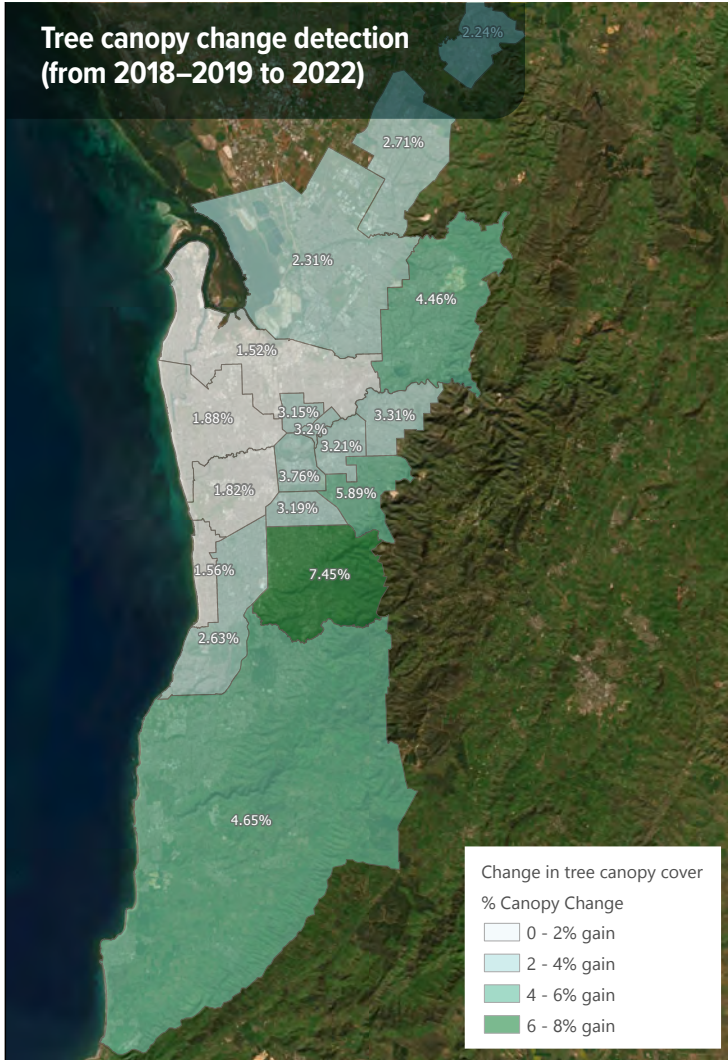 Tree canopy change detection
(from 2018–2019 to 2022)
2.24%
2.71%
2.31%
4.46%
1.52%
1.88%
3.15%
3.31%
3.2%
3.21%
3.76%
1.82%
5.89%
3.19%
1.56%
7.45%
2.63%
4.65%
Change in tree canopy cover
% Canopy Change
0 - 2% gain
2 - 4% gain
4 - 6% gain
6 - 8% gain